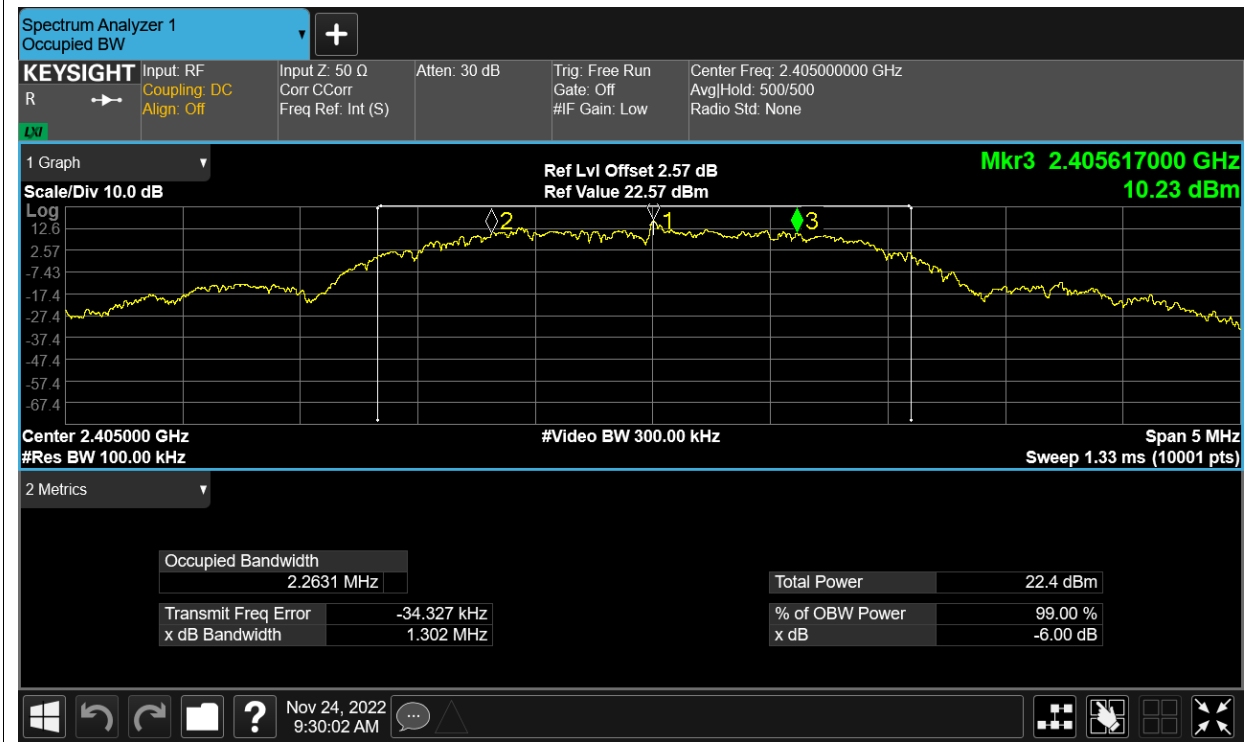 Spectrum Analyzer 1
Occupied BW
KEYSIGHT
R
LXI
Input: RF
Coupling: DC
Align: Off
Input Z: 50 Ω
Corr CCorr
Freq Ref: Int (S)
Atten: 30 dB
Trig: Free Run
Gate: Off
#IF Gain: Low
Center Freq: 2.405000000 GHz
Avg|Hold: 500/500
Radio Std: None
1 Graph
Scale/Div 10.0 dB
Ref Lvl Offset 2.57 dB
Ref Value 22.57 dBm
Mkr3 2.405617000 GHz
10.23 dBm
Log
12.6
2.57
-7.43
-17.4
-27.4
-37.4
-47.4
-57.4
-67.4
2
1
3
Center 2.405000 GHz
#Res BW 100.00 kHz
#Video BW 300.00 kHz
Span 5 MHz
Sweep 1.33 ms (10001 pts)
2 Metrics
Occupied Bandwidth
2.2631 MHz
Transmit Freq Error -34.327 kHz
x dB Bandwidth 1.302 MHz
Total Power 22.4 dBm
% of OBW Power 99.00 %
x dB -6.00 dB
?
Nov 24, 2022
9:30:02 AM